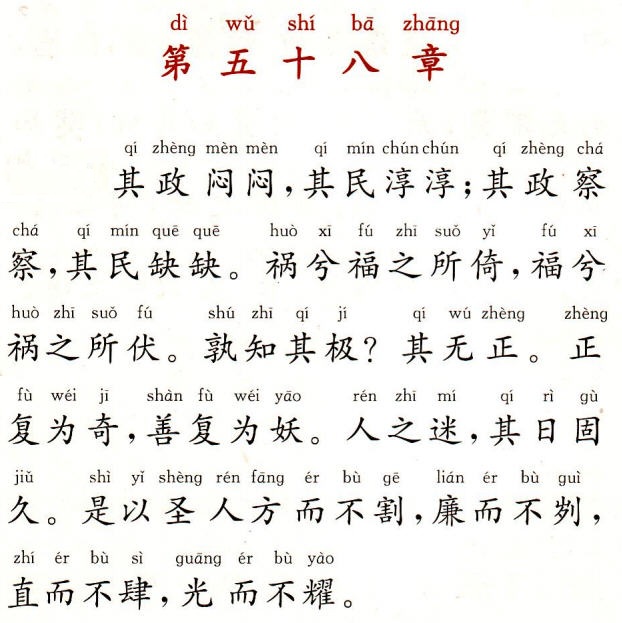 dì wǔ shí bā zhāng
第五十八章
qí zhèng mèn mèn qí mín chún chún qí zhèng chá
其政闷闷，其民淳淳；其政察
chá qí mín quē quē huò xī fú zhī suǒ yǐ fú xī
察，其民缺缺。祸兮福之所倚，福兮
huò zhī suǒ fú shú zhī qí jí qí wú zhèng zhèng
祸之所伏。孰知其极？其无正。正
fù wéi jī shàn fù wéi yāo rén zhī mí qí rì gù
复为奇，善复为妖。人之迷，其日固
jiǔ shì yǐ shèng rén fāng ér bù gē lián ér bù guì
久。是以圣人方而不割，廉而不刿，
zhí ér bù sì guāng ér bù yào
直而不肆，光而不耀。